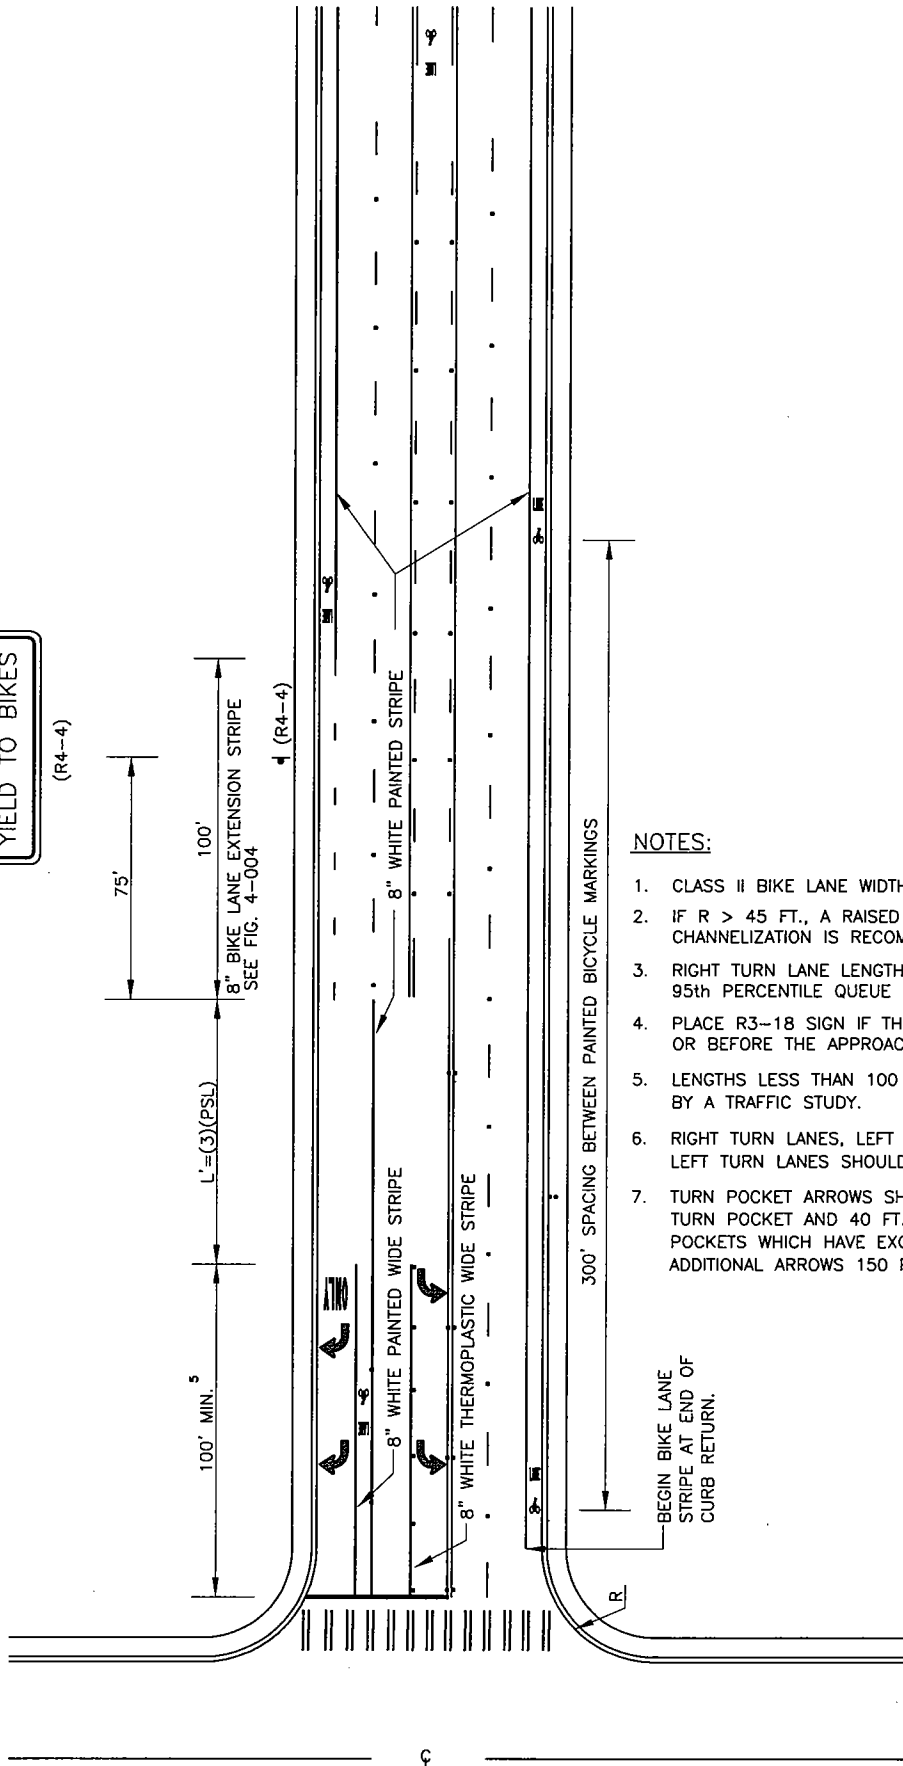 YIELD TO BIKES
(R4-4)
75'
100'
8" BIKE LANE EXTENSION STRIPE
SEE FIG. 4-004
(R4-4)
L'=(3)(PSL)
100' MIN. 5
ONLY
8" WHITE PAINTED STRIPE
8" WHITE PAINTED WIDE STRIPE
8" WHITE THERMOPLASTIC WIDE STRIPE
300' SPACING BETWEEN PAINTED BICYCLE MARKINGS
BEGIN BIKE LANE
STRIPE AT END OF
CURB RETURN.
R
NOTES:
1. CLASS II BIKE LANE WIDTH
2. IF R > 45 FT., A RAISED
CHANNELIZATION IS RECOM
3. RIGHT TURN LANE LENGTH
95th PERCENTILE QUEUE
4. PLACE R3-18 SIGN IF TH
OR BEFORE THE APPROAC
5. LENGTHS LESS THAN 100
BY A TRAFFIC STUDY.
6. RIGHT TURN LANES, LEFT
LEFT TURN LANES SHOULD
7. TURN POCKET ARROWS SH
TURN POCKET AND 40 FT.
POCKETS WHICH HAVE EXC
ADDITIONAL ARROWS 150 F
℄